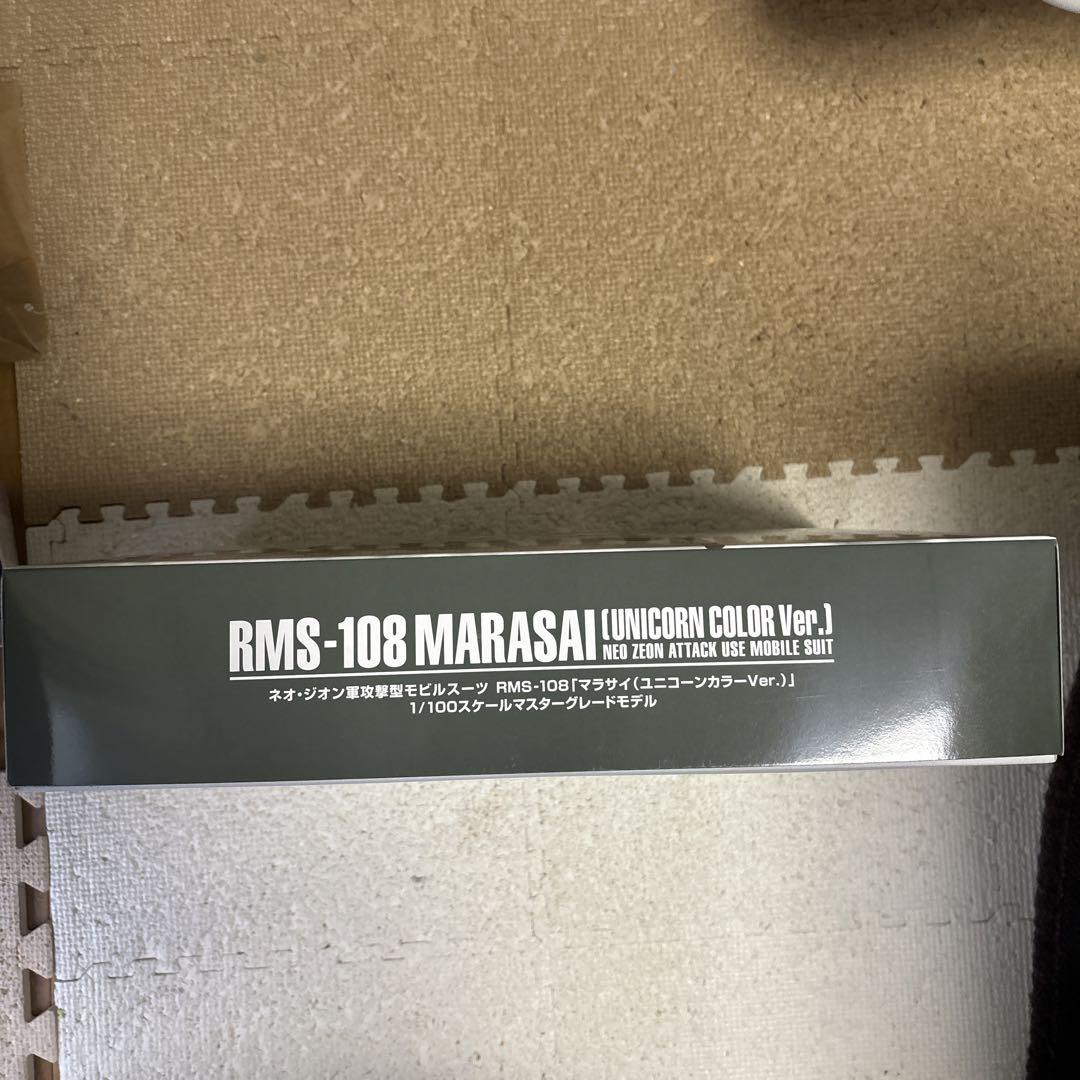 RMS-108 MARASAI (UNICORN COLOR Ver.)
NEO ZEON ATTACK USE MOBILE SUIT
ネオ・ジオン軍攻撃型モビルスーツ RMS-108「マラサイ(ユニコーンカラーVer.)」
1/100スケールマスターグレードモデル